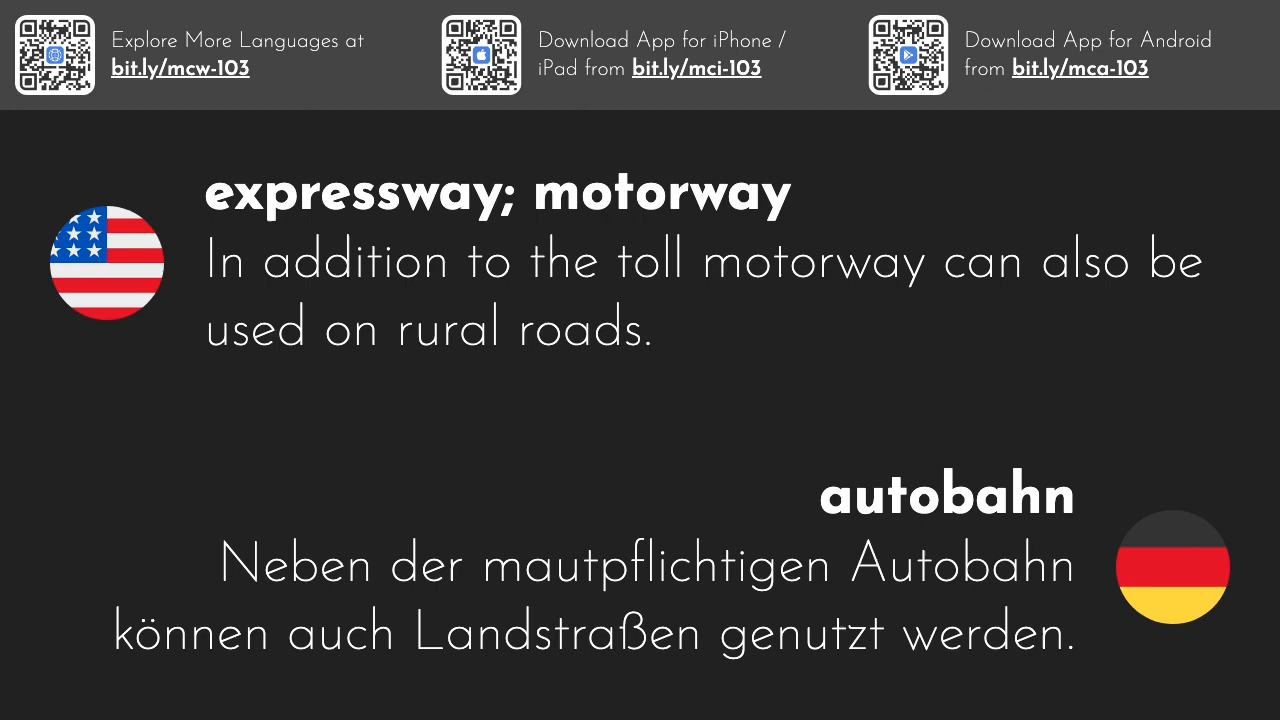 Explore More Languages at
bit.ly/mcw-103
Download App for iPhone /
iPad from bit.ly/mci-103
Download App for Android
from bit.ly/mca-103
expressway; motorway
In addition to the toll motorway can also be
used on rural roads.
autobahn
Neben der mautpflichtigen Autobahn
können auch Landstraßen genutzt werden.